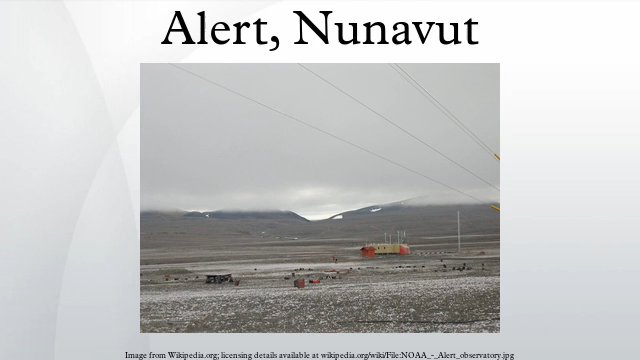 Alert, Nunavut
Image from Wikipedia.org; licensing details available at wikipedia.org/wiki/File:NOAA_-_Alert_observatory.jpg